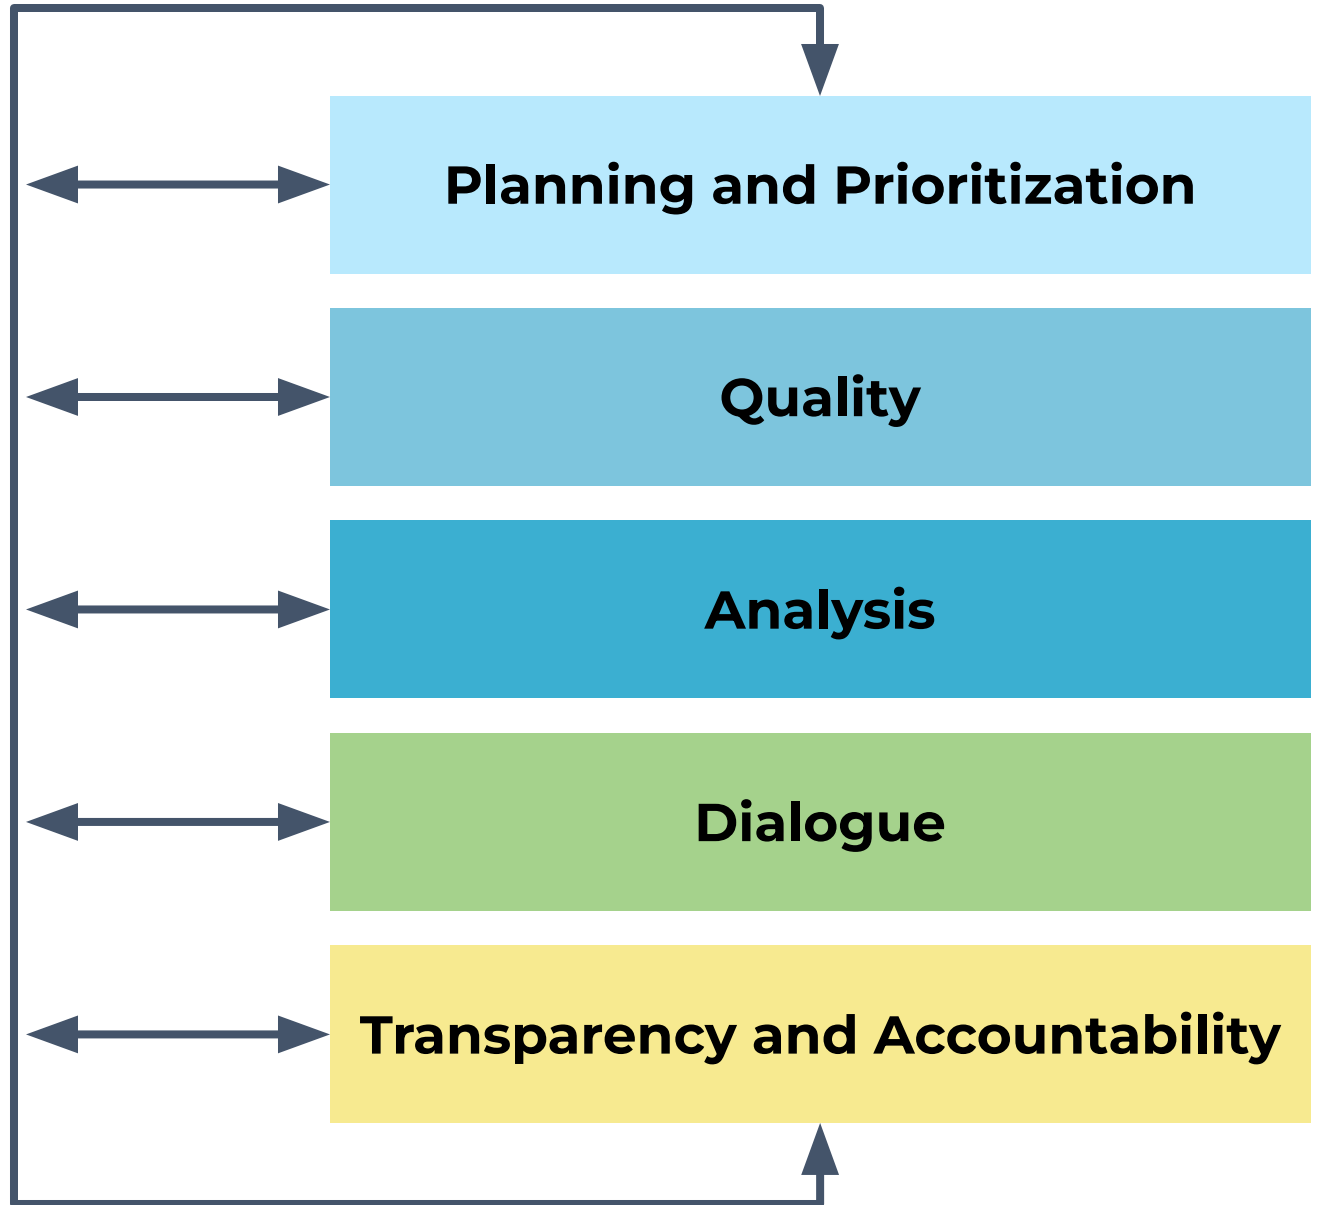 Planning and Prioritization
Quality
Analysis
Dialogue
Transparency and Accountability